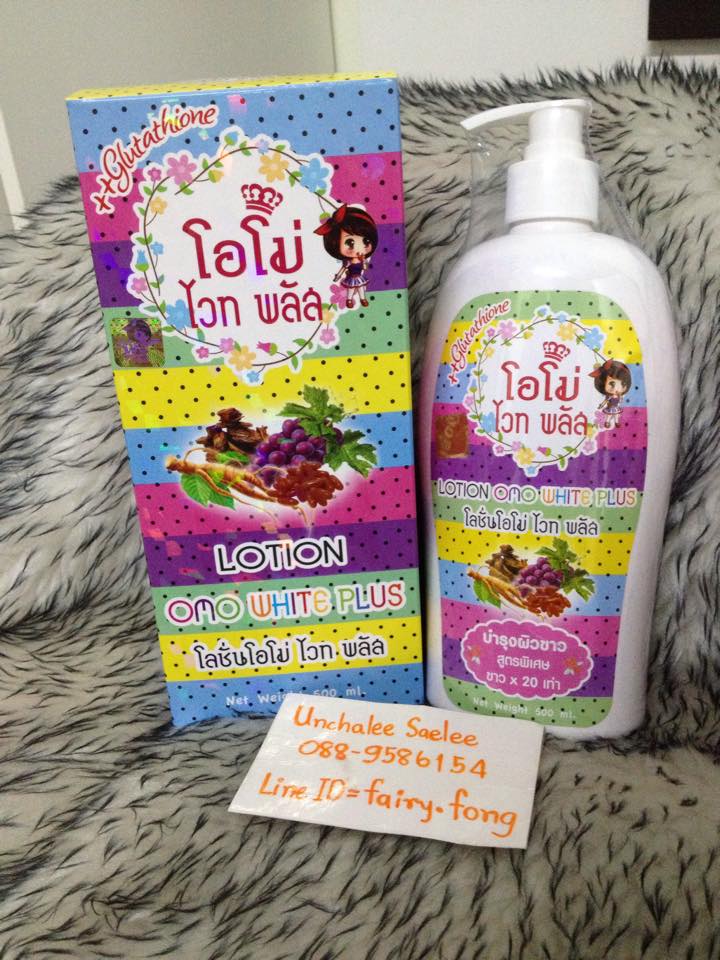 ++Glutathione
โอโม่
ไวท พลัส
LOTION
OMO WHITE PLUS
โลชั่นโอโม่ ไวท พลัส
Net Weight 500 ml.
++Glutathione
โอโม่
ไวท พลัส
LOTION OMO WHITE PLUS
โลชั่นโอโม่ ไวท พลัส
บำรุงผิวขาว
สูตรพิเศษ
ขาว x 20 เท่า
Net Weight 500 ml.
Unchalee Saelee
088-9586154
Line ID = fairy.fong